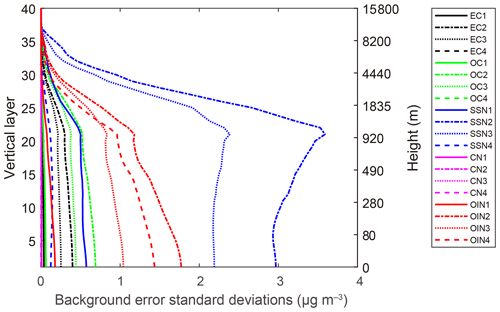 40
35
30
25
20
15
10
5
Vertical layer
0
1
2
3
4
Background error standard deviations (μg m⁻³)
15800
8200
4440
1835
920
490
280
80
0
Height (m)
EC1
EC2
EC3
EC4
OC1
OC2
OC3
OC4
SSN1
SSN2
SSN3
SSN4
CN1
CN2
CN3
CN4
OIN1
OIN2
OIN3
OIN4